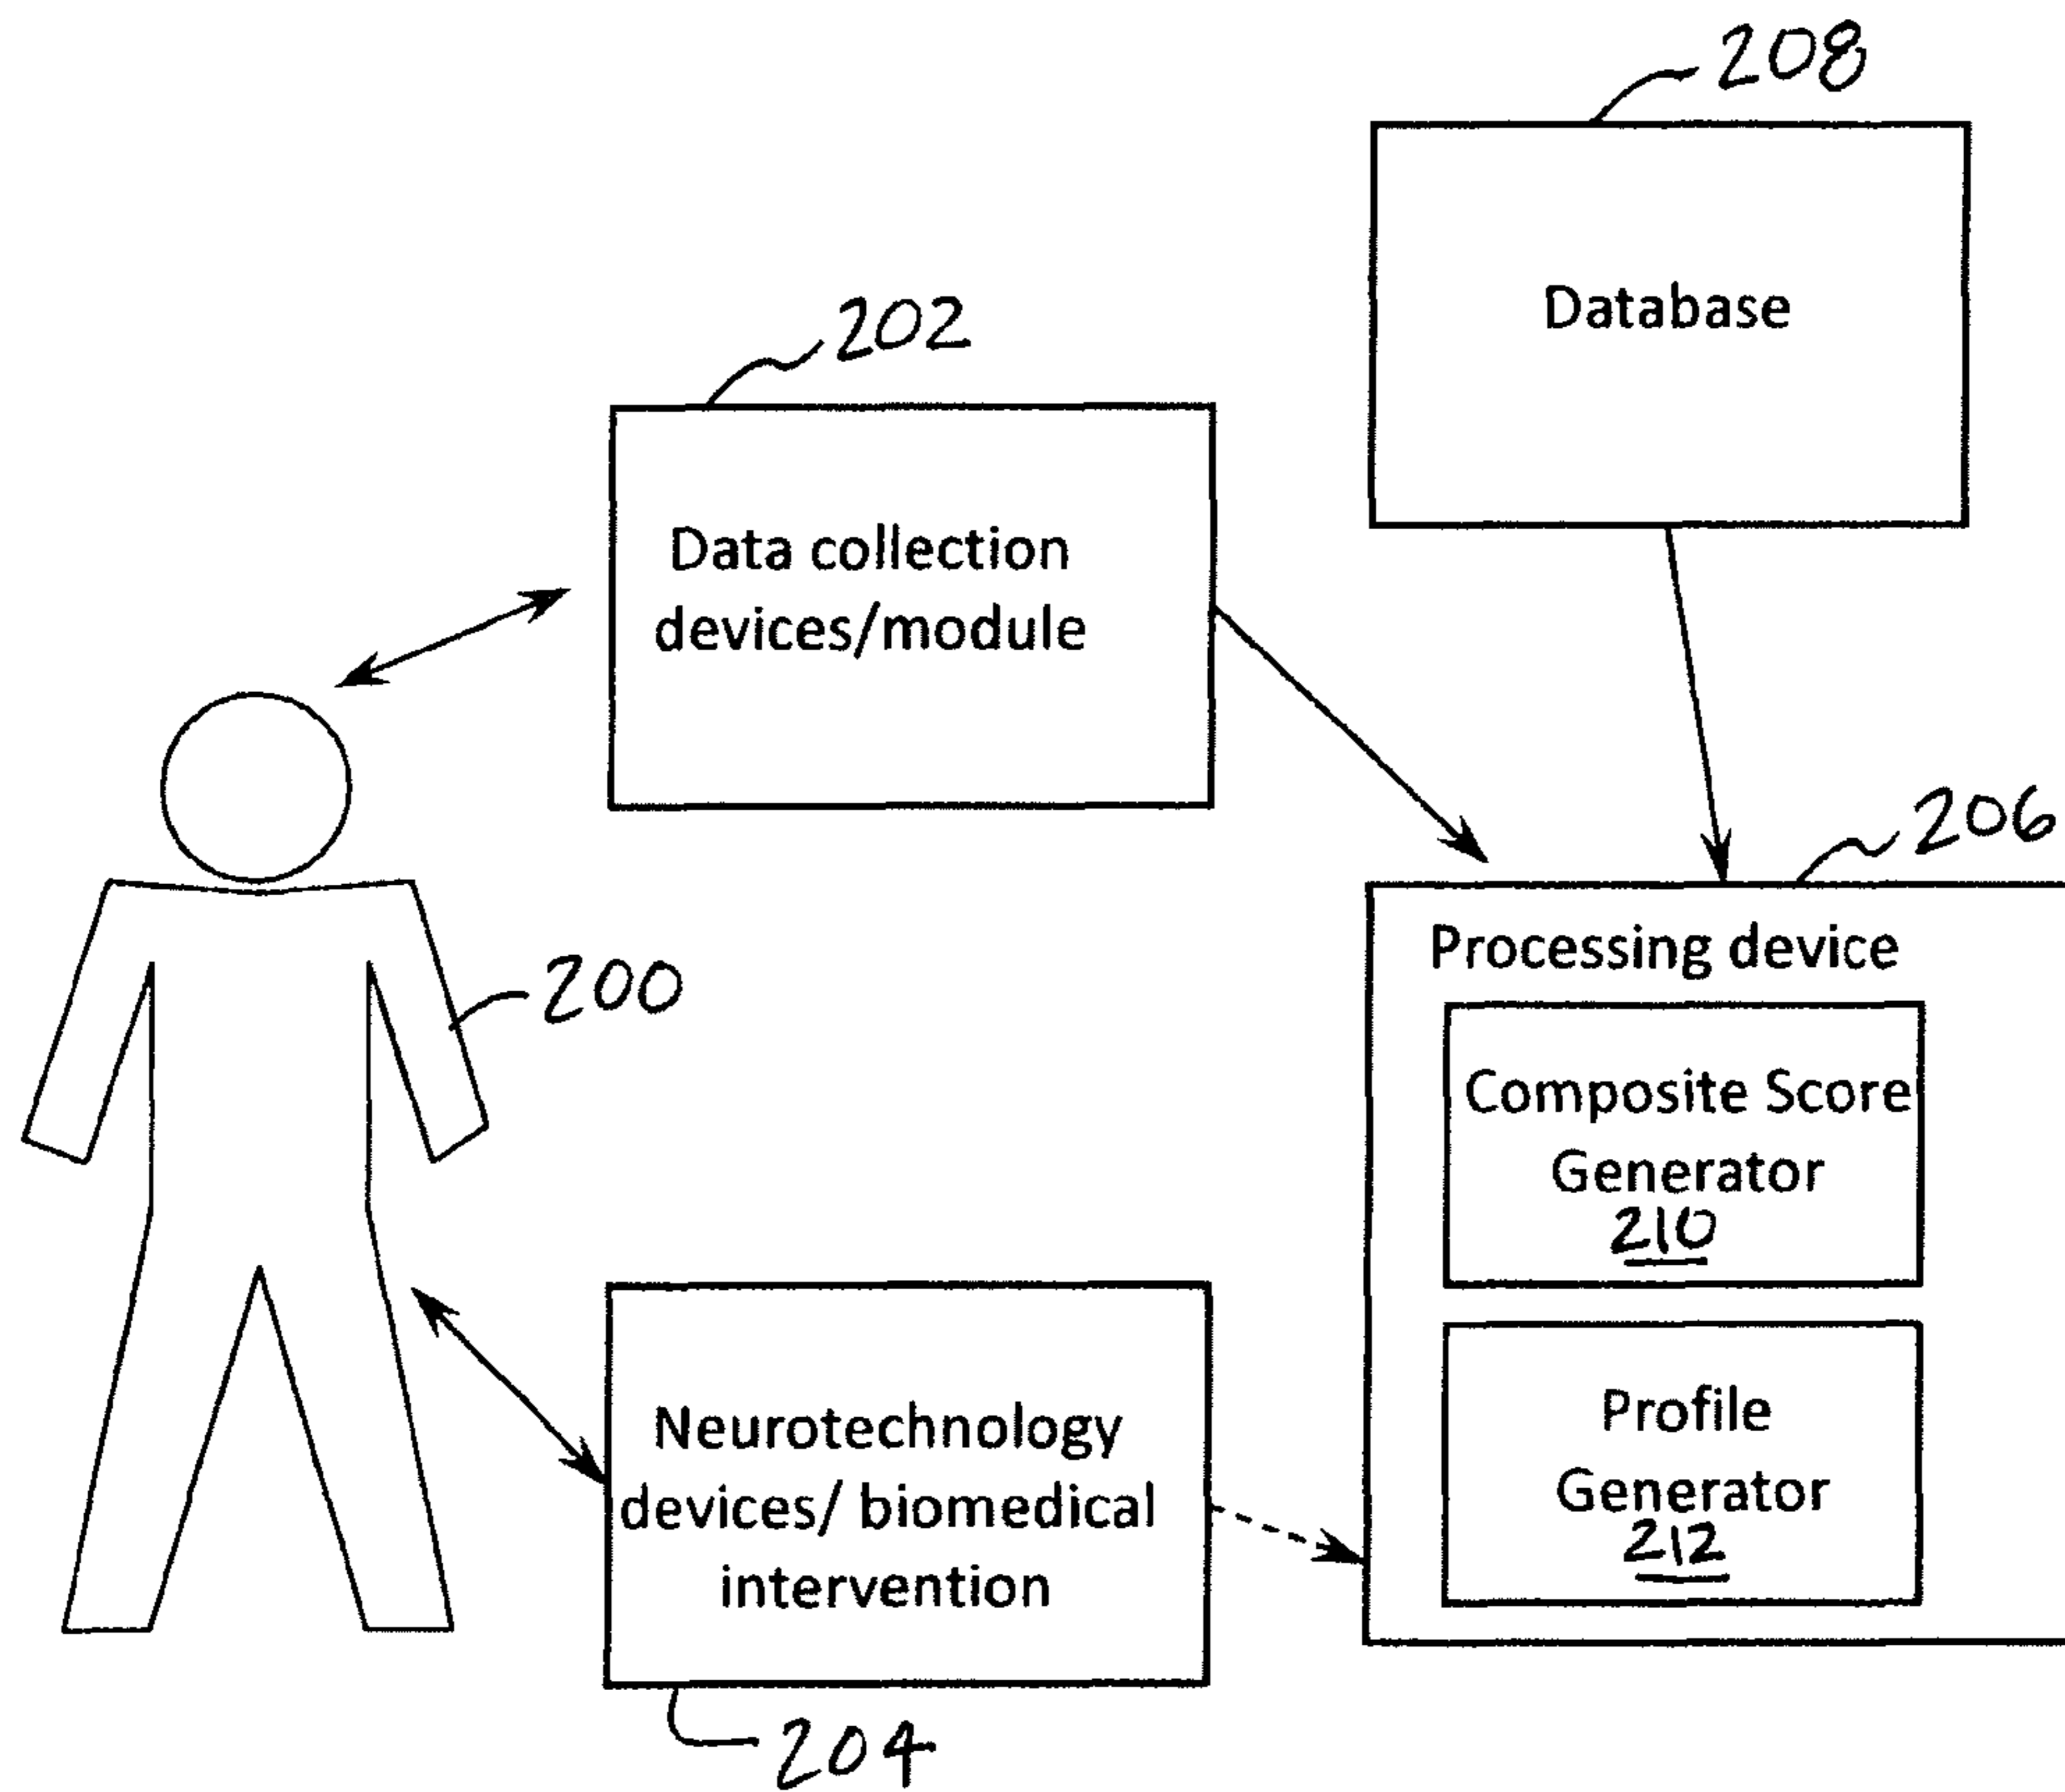 208
Database
202
Data collection
devices/module
206
Processing device
200
Composite Score
Generator
210
Neurotechnology
devices/ biomedical
intervention
Profile
Generator
212
204